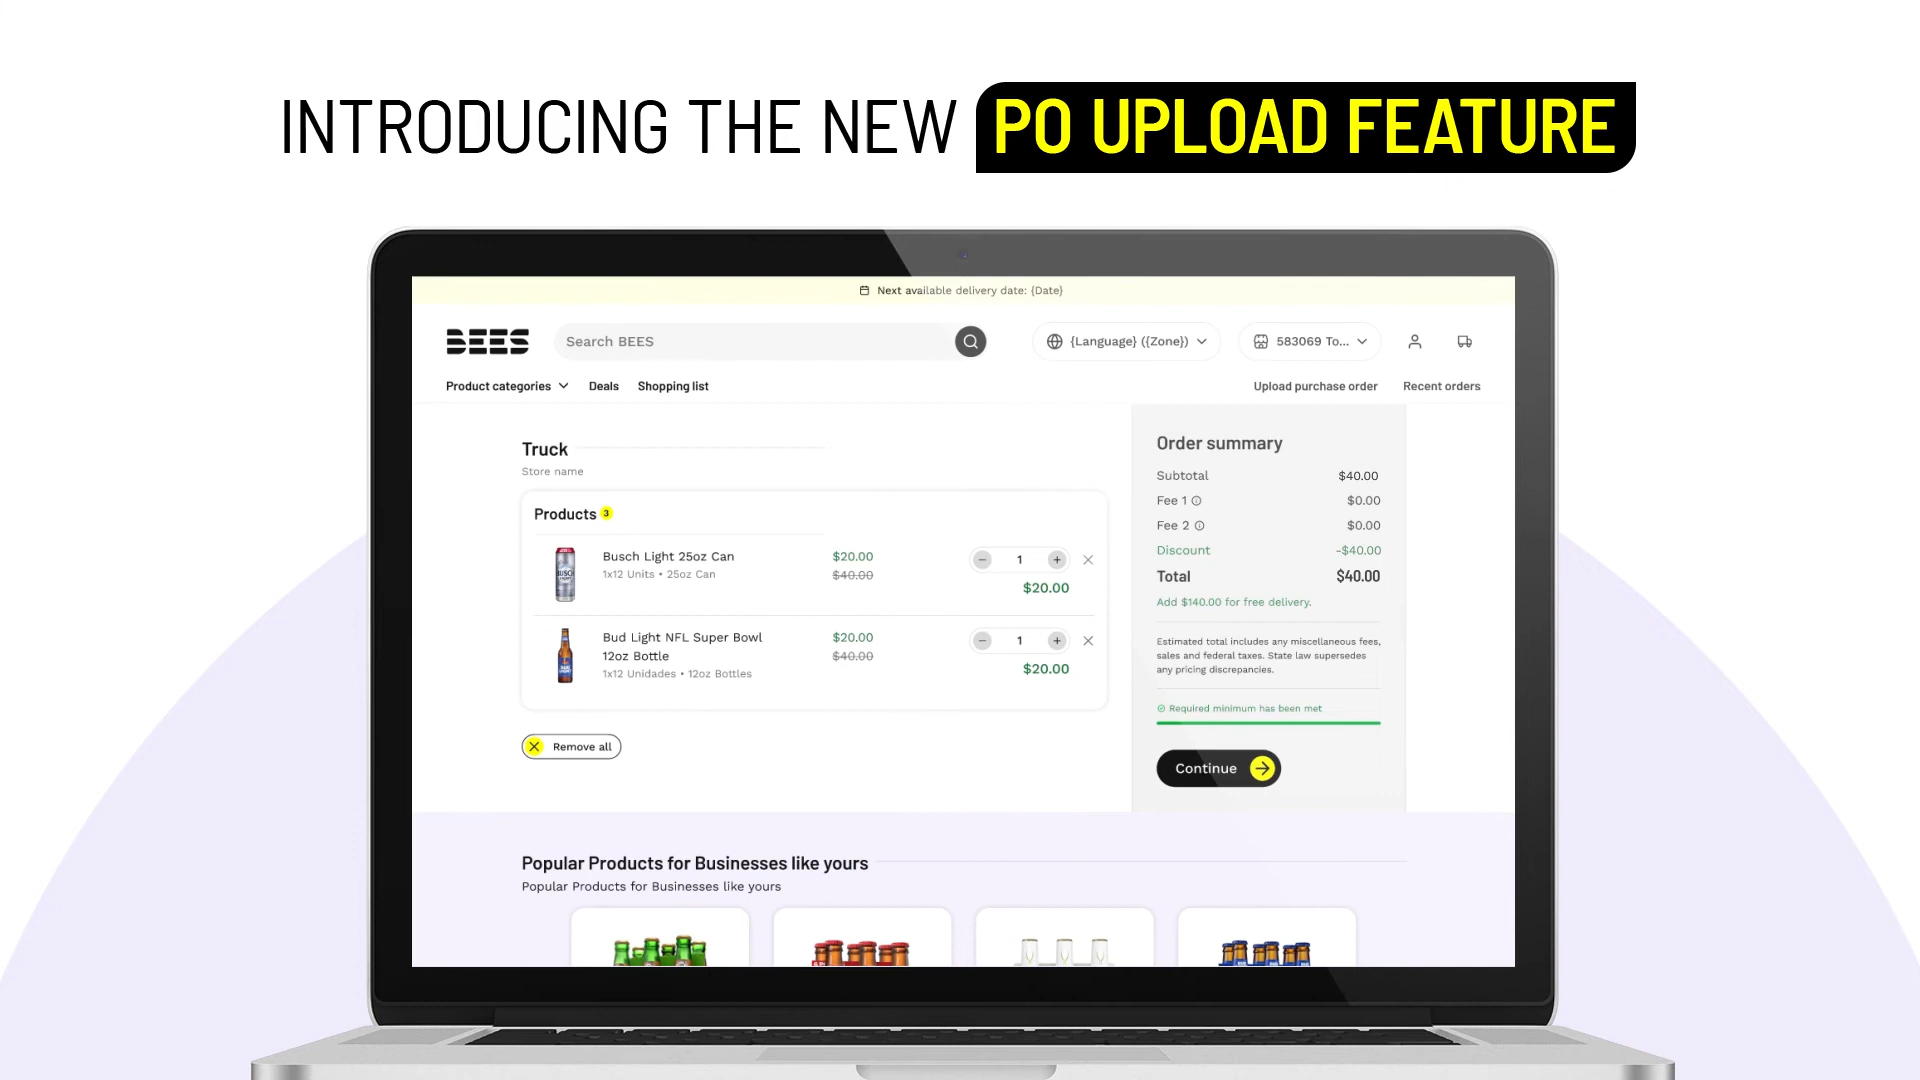 INTRODUCING THE NEW PO UPLOAD FEATURE
Next available delivery date: {Date}
BEES
Search BEES
{Language} ({Zone})
583069 To...
Product categories
Deals
Shopping list
Upload purchase order
Recent orders
Truck
Store name
Products 3
Busch Light 25oz Can
1x12 Units • 25oz Can
$20.00
$40.00
1
$20.00
Bud Light NFL Super Bowl
12oz Bottle
1x12 Unidades • 12oz Bottles
$20.00
$40.00
1
$20.00
Remove all
Order summary
Subtotal $40.00
Fee 1 $0.00
Fee 2 $0.00
Discount -$40.00
Total $40.00
Add $140.00 for free delivery.
Estimated total includes any miscellaneous fees,
sales and federal taxes. State law supersedes
any pricing discrepancies.
Required minimum has been met
Continue
Popular Products for Businesses like yours
Popular Products for Businesses like yours